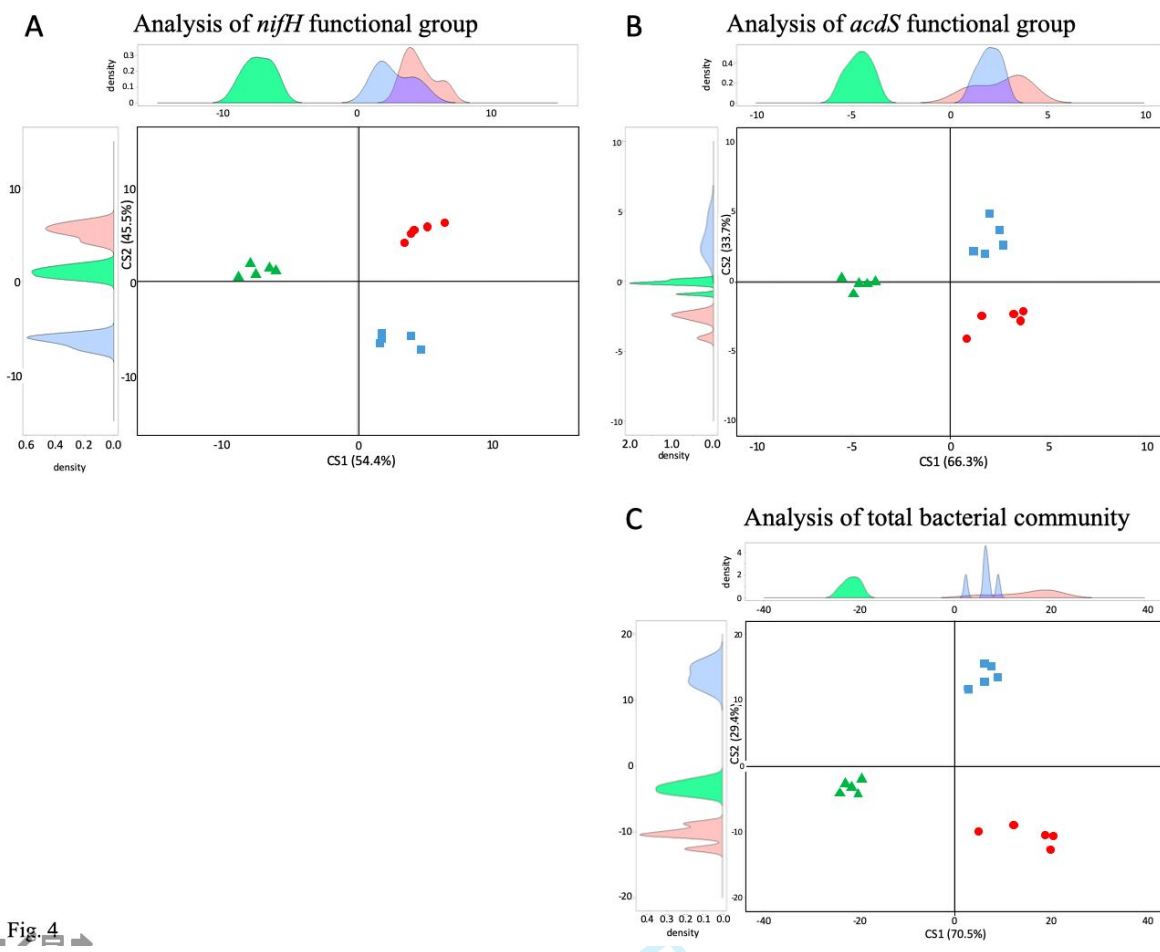 A
Analysis of nifH functional group
density
0.3
0.2
0.1
0
-10
0
10
10
0
-10
0.6 0.4 0.2 0.0
density
CS2 (45.5%)
10
0
-10
-10
0
10
CS1 (54.4%)
B
Analysis of acdS functional group
density
0.4
0.2
0
-10
-5
0
5
10
10
5
0
-5
-10
2.0 1.0 0.0
density
CS2 (33.7%)
10
5
0
-5
-10
-10
-5
0
5
10
CS1 (66.3%)
C
Analysis of total bacterial community
density
4
2
0
-40
-20
0
20
40
20
10
0
-10
-20
0.4 0.3 0.2 0.1 0.0
density
CS2 (29.4%)
20
10
0
-10
-20
-40
-20
0
20
40
CS1 (70.5%)
Fig. 4